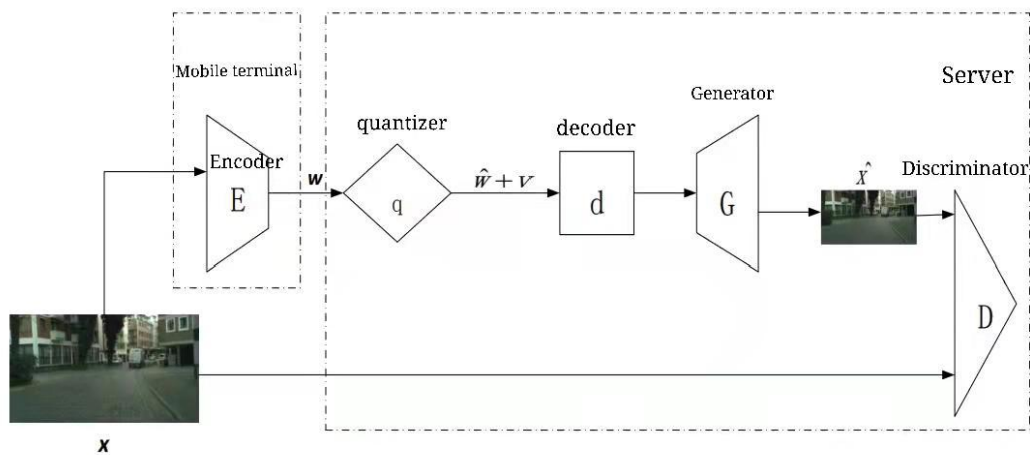 Mobile terminal
Server
Generator
quantizer
decoder
Discriminator
Encoder
E
w
q
Ŵ + V
d
G
X̂
D
X